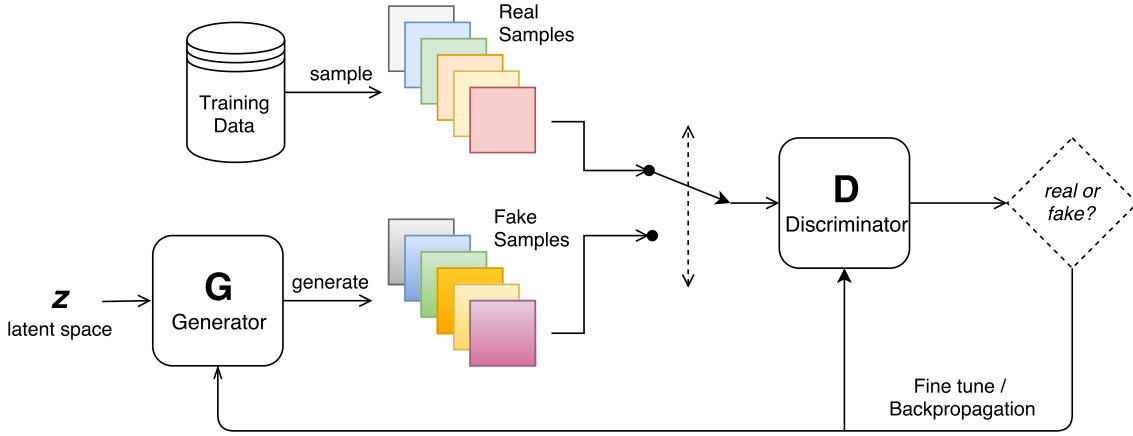 Real
Samples
sample
Training
Data
D
Discriminator
real or
fake?
Fake
Samples
G
Generator
generate
z
latent space
Fine tune /
Backpropagation